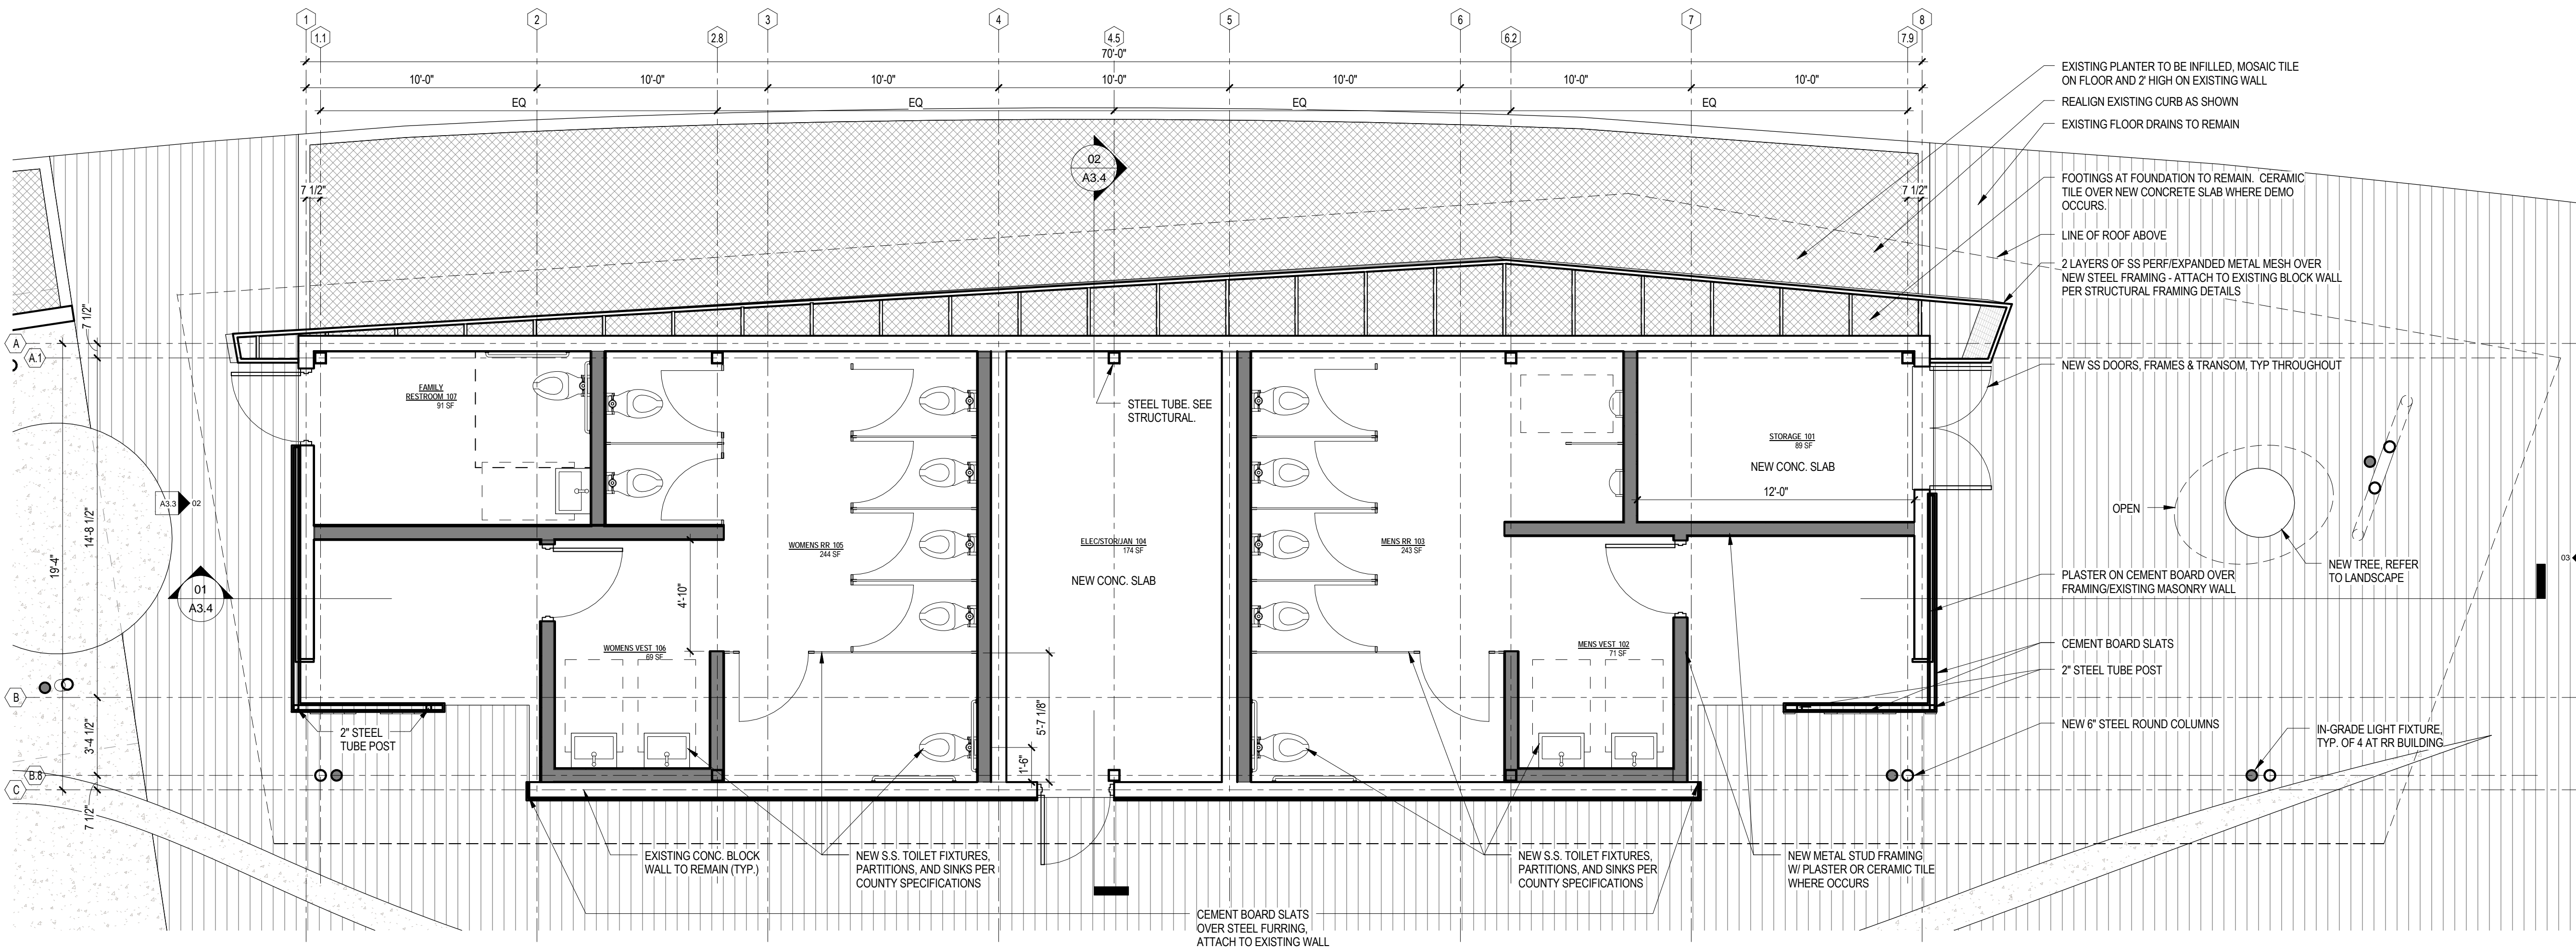 1
2
3
4
5
6
7
8
1.1
2.8
4.5
6.2
7.9
70'-0"
10'-0"
10'-0"
10'-0"
10'-0"
10'-0"
10'-0"
10'-0"
EQ
EQ
EQ
EQ
EXISTING PLANTER TO BE INFILLED, MOSAIC TILE
ON FLOOR AND 2' HIGH ON EXISTING WALL
REALIGN EXISTING CURB AS SHOWN
EXISTING FLOOR DRAINS TO REMAIN
02
A3.4
7 1/2"
7 1/2"
FOOTINGS AT FOUNDATION TO REMAIN. CERAMIC
TILE OVER NEW CONCRETE SLAB WHERE DEMO
OCCURS.
LINE OF ROOF ABOVE
2 LAYERS OF SS PERF/EXPANDED METAL MESH OVER
NEW STEEL FRAMING - ATTACH TO EXISTING BLOCK WALL
PER STRUCTURAL FRAMING DETAILS
7 1/2"
A
A.1
NEW SS DOORS, FRAMES & TRANSOM, TYP THROUGHOUT
FAMILY
RESTROOM 107
91 SF
STEEL TUBE. SEE
STRUCTURAL.
STORAGE 101
89 SF
NEW CONC. SLAB
12'-0"
A3.3
02
14'-8 1/2"
19'-4"
OPEN
WOMENS RR 105
244 SF
ELEC/STOR/JAN 104
174 SF
NEW CONC. SLAB
MENS RR 103
243 SF
NEW TREE, REFER
TO LANDSCAPE
03
01
A3.4
4'-10"
PLASTER ON CEMENT BOARD OVER
FRAMING/EXISTING MASONRY WALL
WOMENS VEST 106
69 SF
MENS VEST 102
71 SF
CEMENT BOARD SLATS
2" STEEL TUBE POST
B
5'-7 1/8"
1'-6"
2" STEEL
TUBE POST
3'-4 1/2"
NEW 6" STEEL ROUND COLUMNS
IN-GRADE LIGHT FIXTURE,
TYP. OF 4 AT RR BUILDING
B.8
C
7 1/2"
EXISTING CONC. BLOCK
WALL TO REMAIN (TYP.)
NEW S.S. TOILET FIXTURES,
PARTITIONS, AND SINKS PER
COUNTY SPECIFICATIONS
NEW S.S. TOILET FIXTURES,
PARTITIONS, AND SINKS PER
COUNTY SPECIFICATIONS
NEW METAL STUD FRAMING
W/ PLASTER OR CERAMIC TILE
WHERE OCCURS
CEMENT BOARD SLATS
OVER STEEL FURRING,
ATTACH TO EXISTING WALL